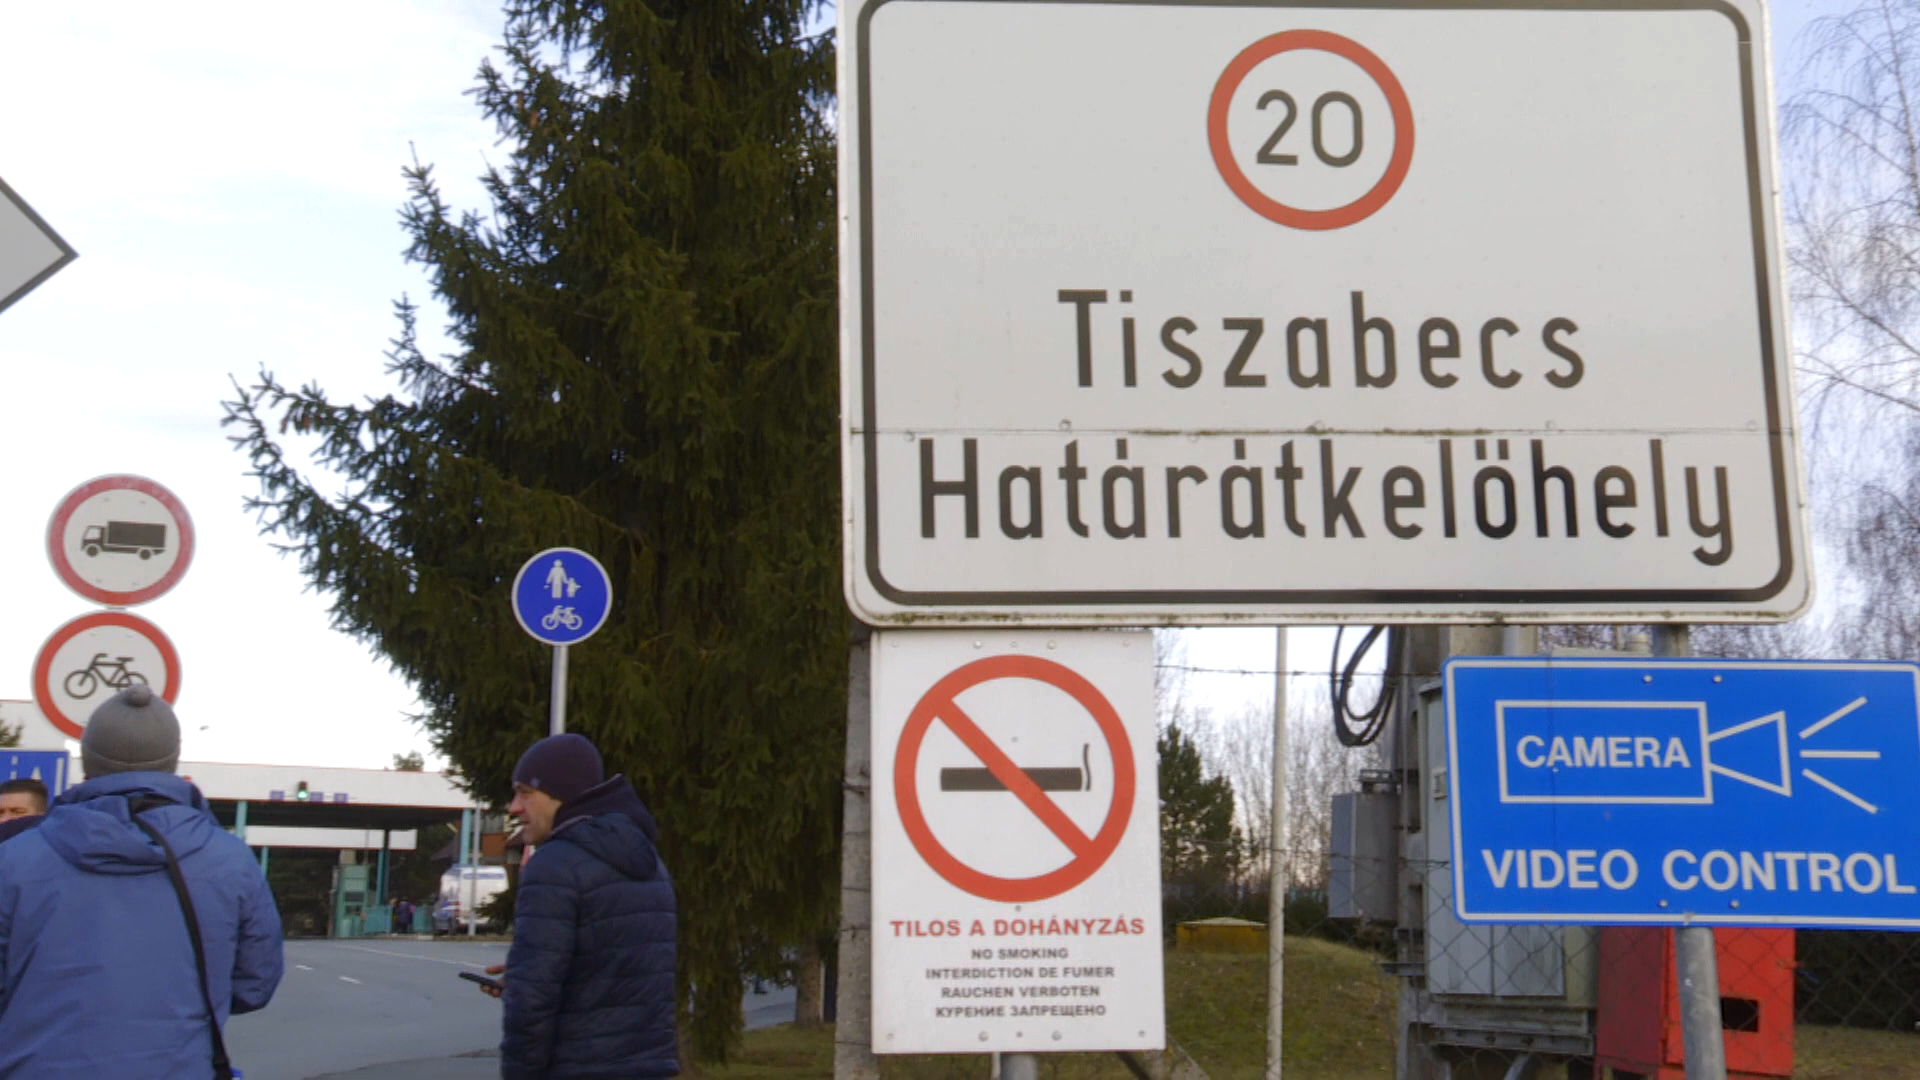 20
Tiszabecs
Határátkelőhely
TILOS A DOHÁNYZÁS
NO SMOKING
INTERDICTION DE FUMER
RAUCHEN VERBOTEN
КУРЕНИЕ ЗАПРЕЩЕНО
CAMERA
VIDEO CONTROL